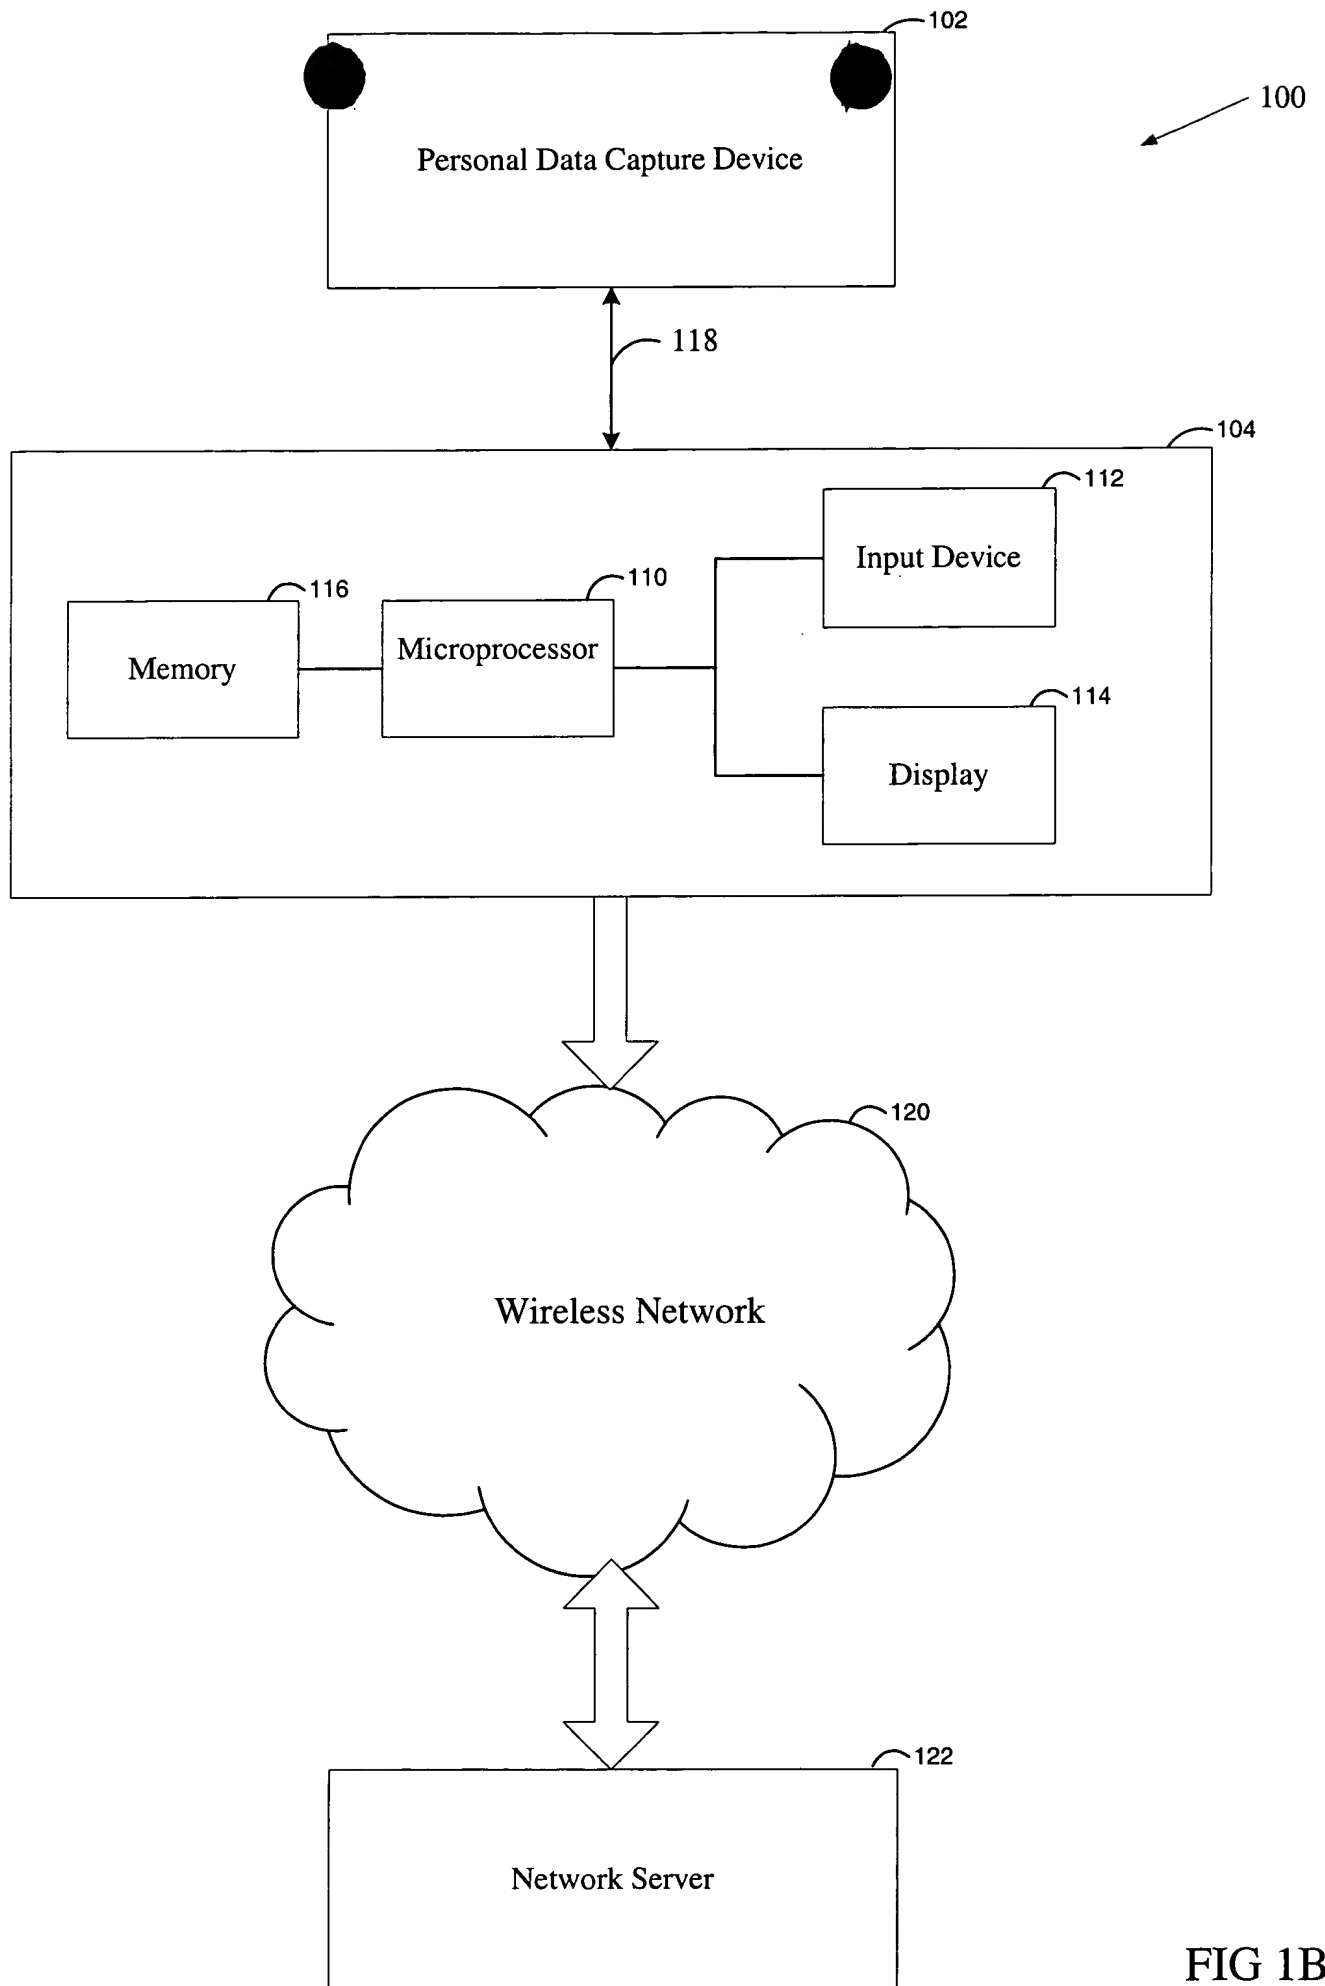 102
100
Personal Data Capture Device
118
104
112
Input Device
116
110
Memory
Microprocessor
114
Display
120
Wireless Network
122
Network Server
FIG 1B